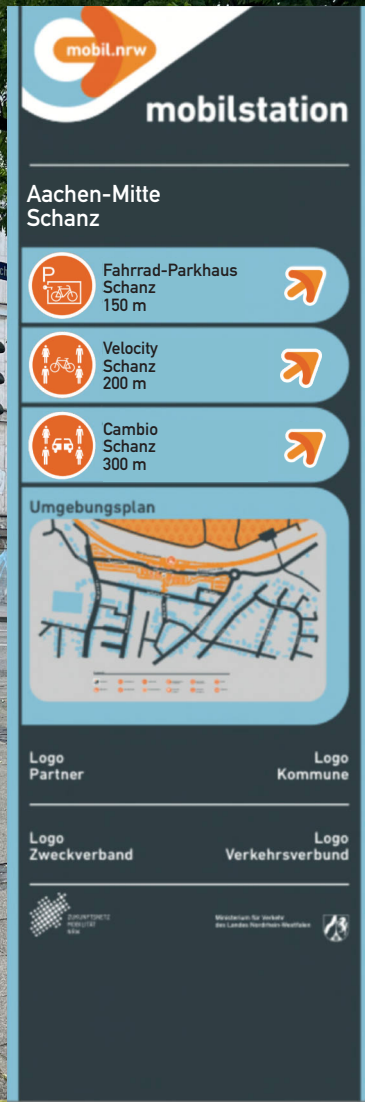 mobil.nrw
mobilstation
Aachen-Mitte
Schanz
P
Fahrrad-Parkhaus
Schanz
150 m
Velocity
Schanz
200 m
Cambio
Schanz
300 m
Umgebungsplan
Logo
Partner
Logo
Kommune
Logo
Zweckverband
Logo
Verkehrsverbund
ZUKUNFTSNETZ
MOBILITÄT
NRW
Ministerium für Verkehr
des Landes Nordrhein-Westfalen